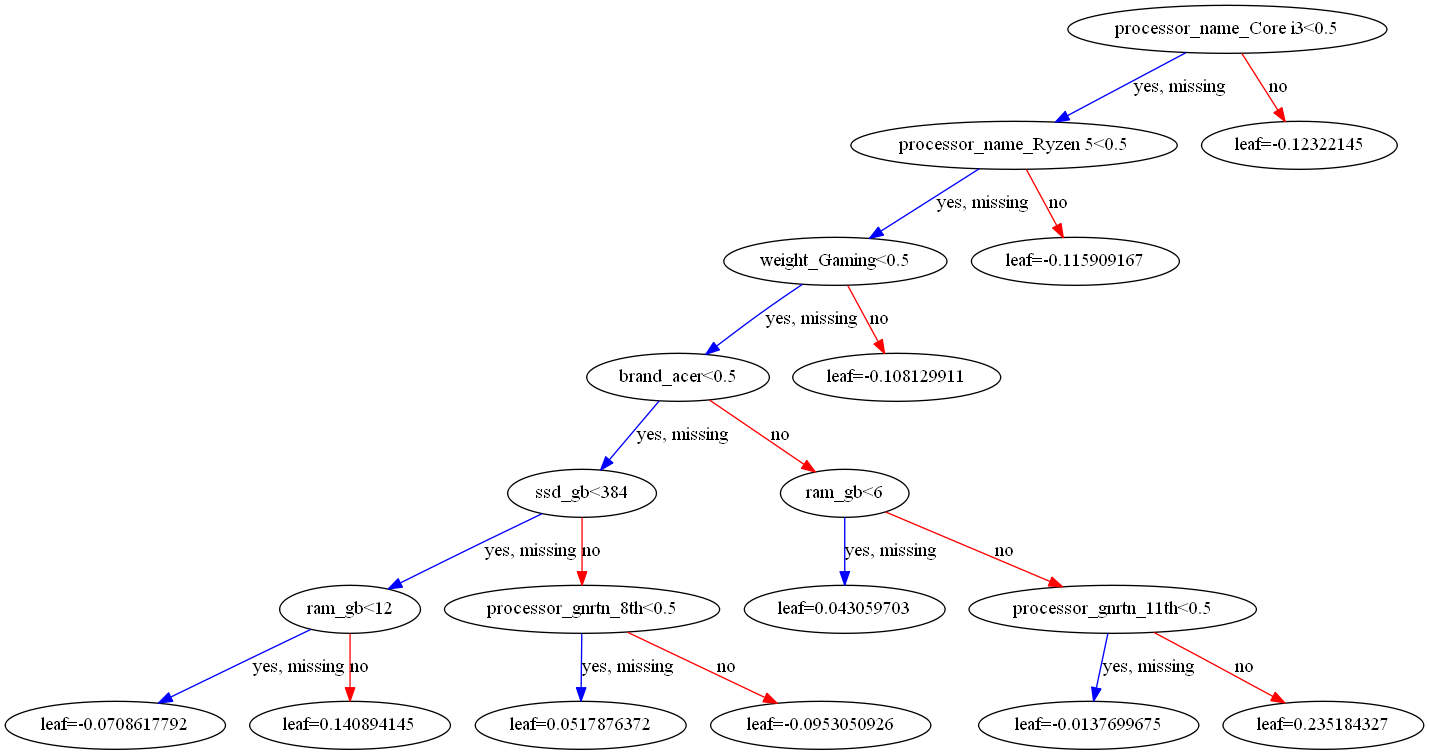 processor_name_Core i3<0.5
yes, missing
no
processor_name_Ryzen 5<0.5
leaf=-0.12322145
yes, missing
no
weight_Gaming<0.5
leaf=-0.115909167
yes, missing
no
brand_acer<0.5
leaf=-0.108129911
yes, missing
no
ssd_gb<384
ram_gb<6
yes, missing
no
yes, missing
no
ram_gb<12
processor_gnrtn_8th<0.5
leaf=0.043059703
processor_gnrtn_11th<0.5
yes, missing
no
yes, missing
no
yes, missing
no
leaf=-0.0708617792
leaf=0.140894145
leaf=0.0517876372
leaf=-0.0953050926
leaf=-0.0137699675
leaf=0.235184327